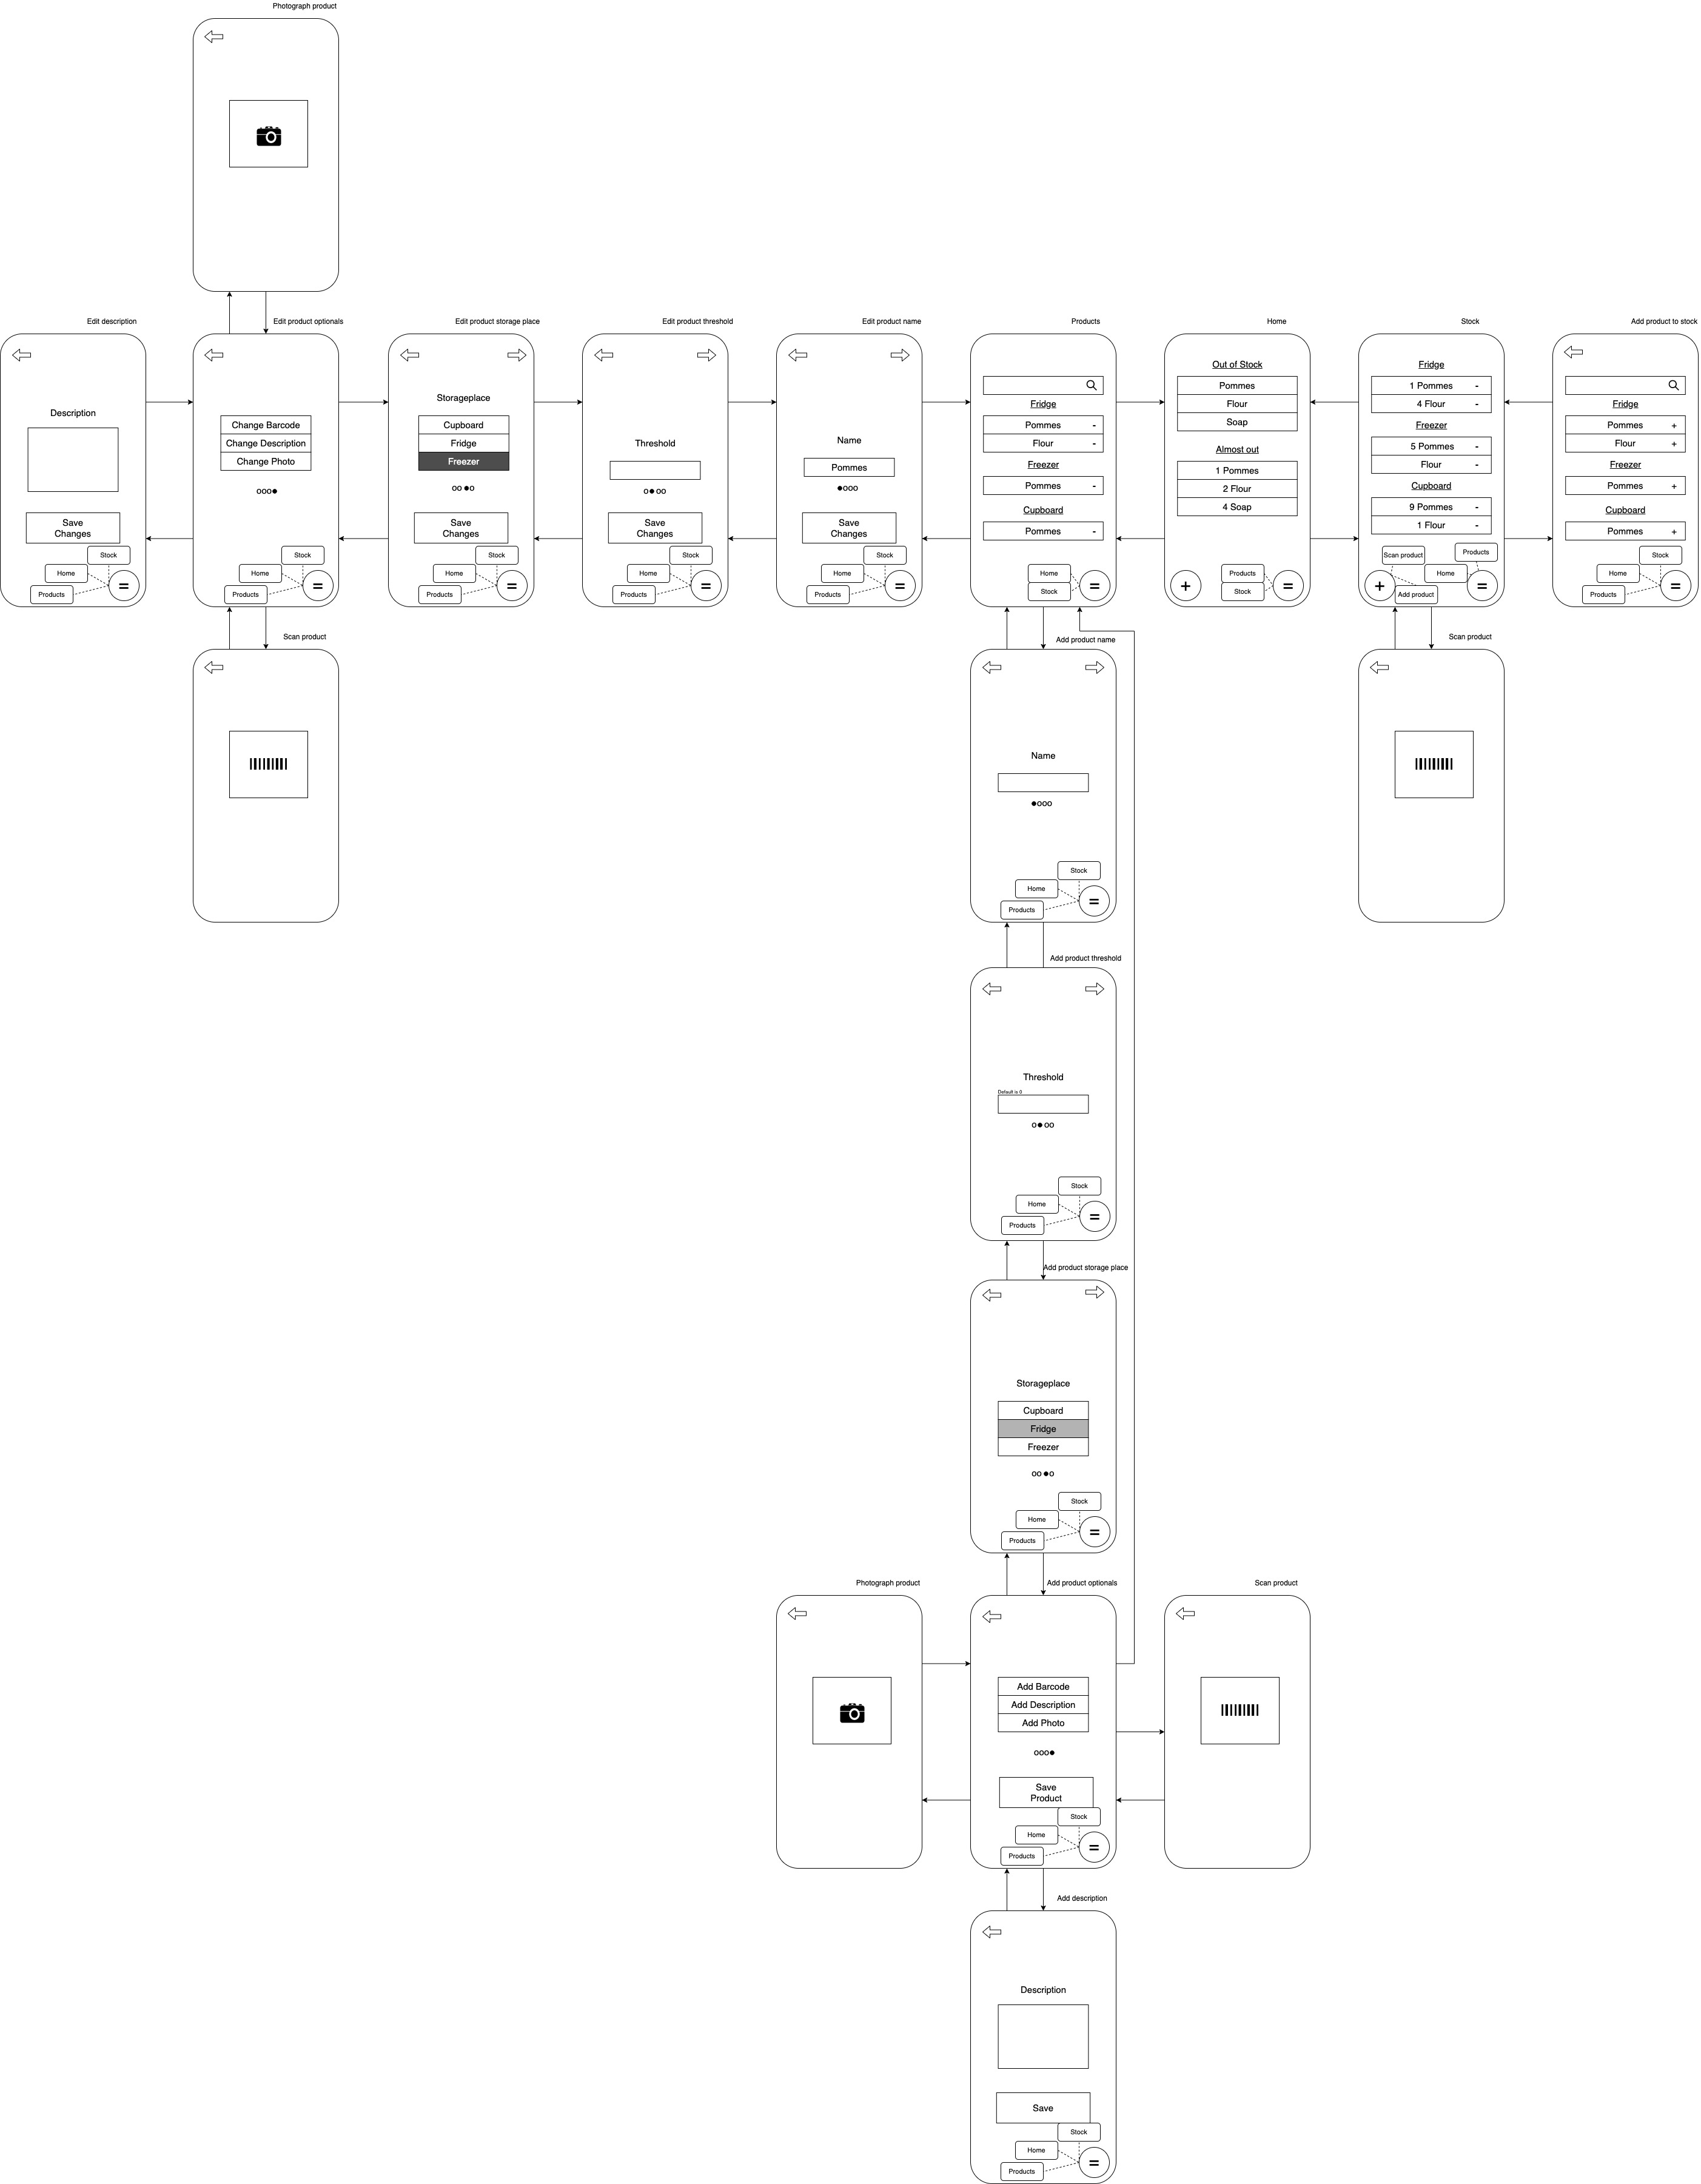 Photograph product
Edit description
Description
Save
Changes
Stock
Home
Products
=
Edit product optionals
Change Barcode
Change Description
Change Photo
ooo●
Stock
Home
Products
=
Edit product storage place
Storageplace
Cupboard
Fridge
Freezer
oo●o
Save
Changes
Stock
Home
Products
=
Edit product threshold
Threshold
o●oo
Save
Changes
Stock
Home
Products
=
Edit product name
Name
Pommes
●ooo
Save
Changes
Stock
Home
Products
=
Products
Fridge
Pommes -
Flour -
Freezer
Pommes -
Cupboard
Pommes -
Home
Stock
=
Home
Out of Stock
Pommes
Flour
Soap
Almost out
1 Pommes
2 Flour
4 Soap
+
Products
Stock
=
Stock
Fridge
1 Pommes -
4 Flour -
Freezer
5 Pommes -
Flour -
Cupboard
9 Pommes -
1 Flour -
Scan product
Products
Home
+
=
Add product
Add product to stock
Fridge
Pommes +
Flour +
Freezer
Pommes +
Cupboard
Pommes +
Stock
Home
Products
=
Scan product
Add product name
Name
●ooo
Stock
Home
Products
=
Scan product
Add product threshold
Threshold
Default is 0
o●oo
Stock
Home
Products
=
Add product storage place
Storageplace
Cupboard
Fridge
Freezer
oo●o
Stock
Home
Products
=
Photograph product
Add product optionals
Add Barcode
Add Description
Add Photo
ooo●
Save
Product
Stock
Home
Products
=
Scan product
Add description
Description
Save
Stock
Home
Products
=